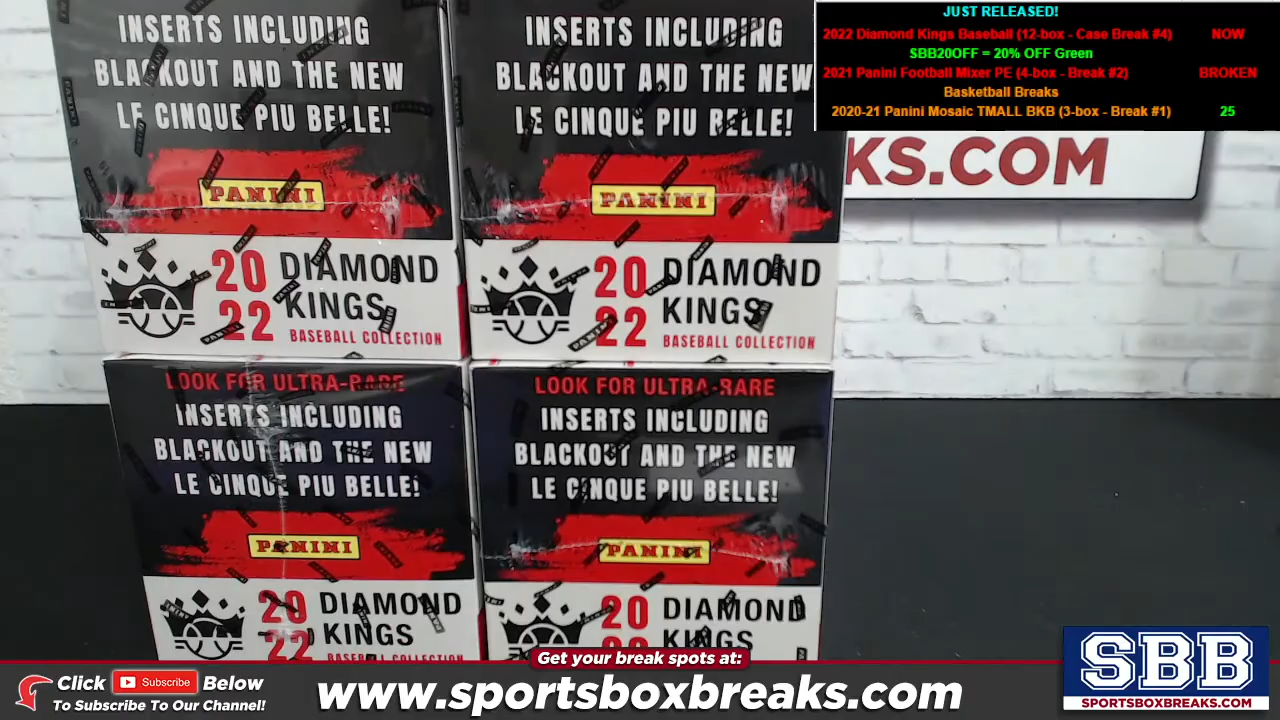 INSERTS INCLUDING
BLACKOUT AND THE NEW
LE CINQUE PIU BELLE!
PANINI
20 22
DIAMOND
KINGS
BASEBALL COLLECTION
INSERTS INCLUDING
BLACKOUT AND THE NEW
LE CINQUE PIU BELLE!
PANINI
20 22
DIAMOND
KINGS
BASEBALL COLLECTION
JUST RELEASED!
2022 Diamond Kings Baseball (12-box - Case Break #4) NOW
SBB20OFF = 20% OFF Green
2021 Panini Football Mixer PE (4-box - Break #2) BROKEN
Basketball Breaks
2020-21 Panini Mosaic TMALL BKB (3-box - Break #1) 25
KS.COM
LOOK FOR ULTRA-RARE
INSERTS INCLUDING
BLACKOUT AND THE NEW
LE CINQUE PIU BELLE!
PANINI
20 22
DIAMOND
KINGS
BASEBALL COLLECTION
LOOK FOR ULTRA-RARE
INSERTS INCLUDING
BLACKOUT AND THE NEW
LE CINQUE PIU BELLE!
PANINI
20
DIAMOND
KINGS
Get your break spots at:
Click Subscribe Below
To Subscribe To Our Channel!
www.sportsboxbreaks.com
SBB
SPORTSBOXBREAKS.COM